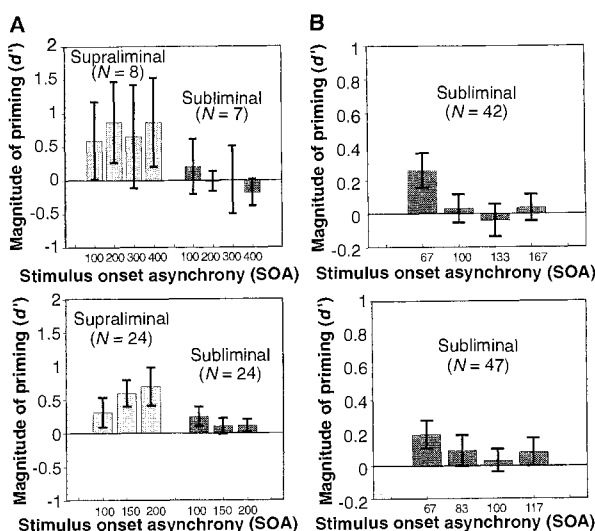 A
Magnitude of priming (d')
2
1.5
1
0.5
0
-0.5
-1
Supraliminal
(N = 8)
Subliminal
(N = 7)
100 200 300 400
100 200 300 400
Stimulus onset asynchrony (SOA)
B
Magnitude of priming (d')
1
0.8
0.6
0.4
0.2
0
-0.2
Subliminal
(N = 42)
67 100 133 167
Stimulus onset asynchrony (SOA)
Magnitude of priming (d')
2
1.5
1
0.5
0
-0.5
-1
Supraliminal
(N = 24)
Subliminal
(N = 24)
100 150 200
100 150 200
Stimulus onset asynchrony (SOA)
Magnitude of priming (d')
1
0.8
0.6
0.4
0.2
0
-0.2
Subliminal
(N = 47)
67 83 100 117
Stimulus onset asynchrony (SOA)